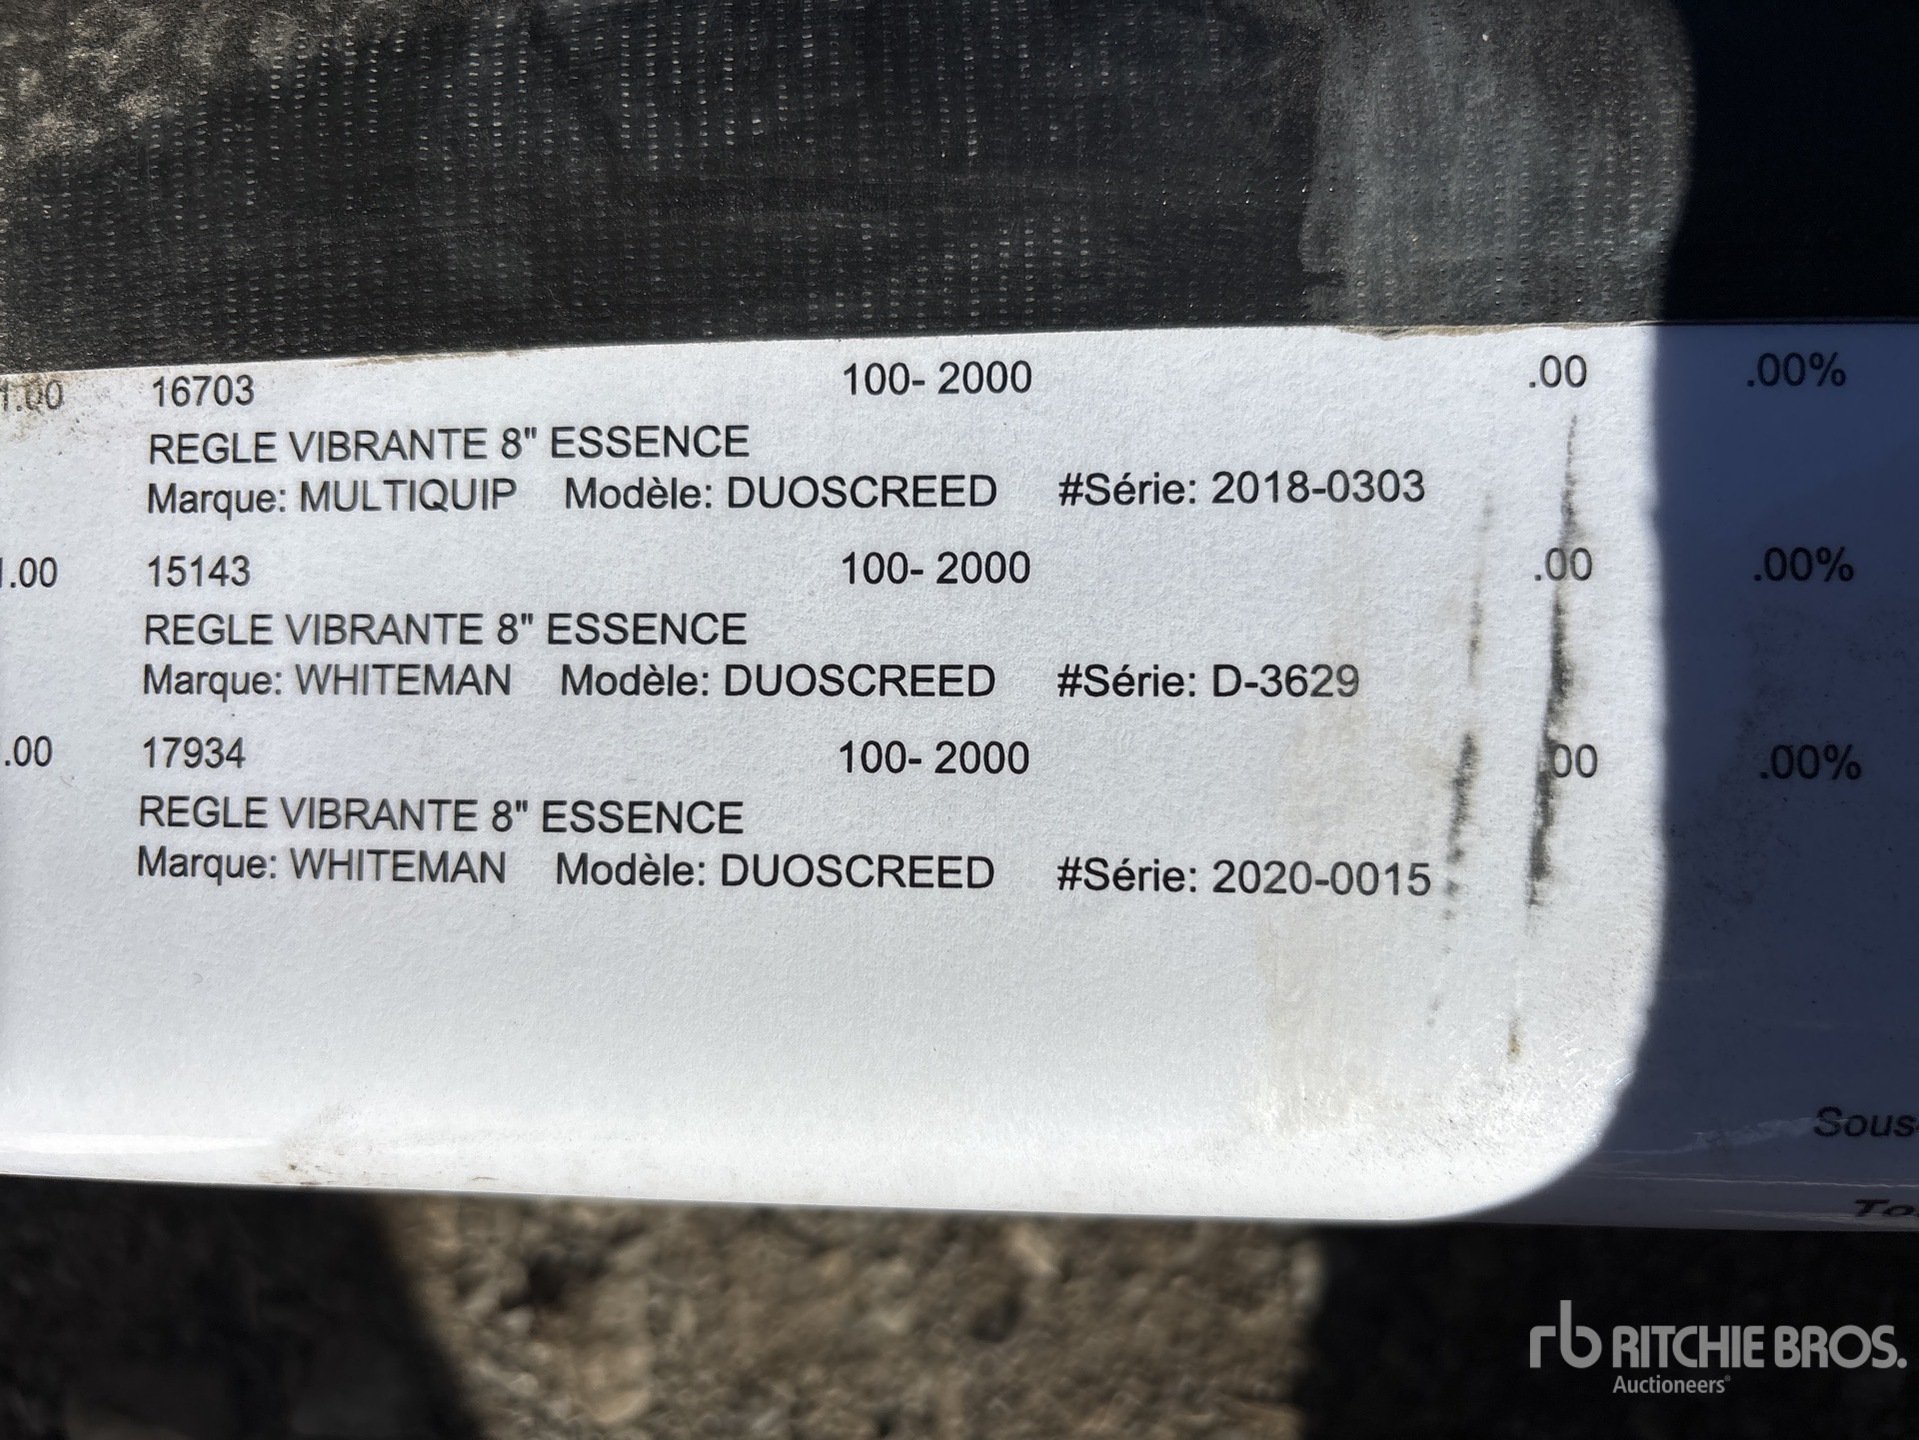 1.00 16703 100- 2000 .00 .00%
REGLE VIBRANTE 8" ESSENCE
Marque: MULTIQUIP Modèle: DUOSCREED #Série: 2018-0303
1.00 15143 100- 2000 .00 .00%
REGLE VIBRANTE 8" ESSENCE
Marque: WHITEMAN Modèle: DUOSCREED #Série: D-3629
.00 17934 100- 2000 .00 .00%
REGLE VIBRANTE 8" ESSENCE
Marque: WHITEMAN Modèle: DUOSCREED #Série: 2020-0015
Sous-
rb RITCHIE BROS.
Auctioneers